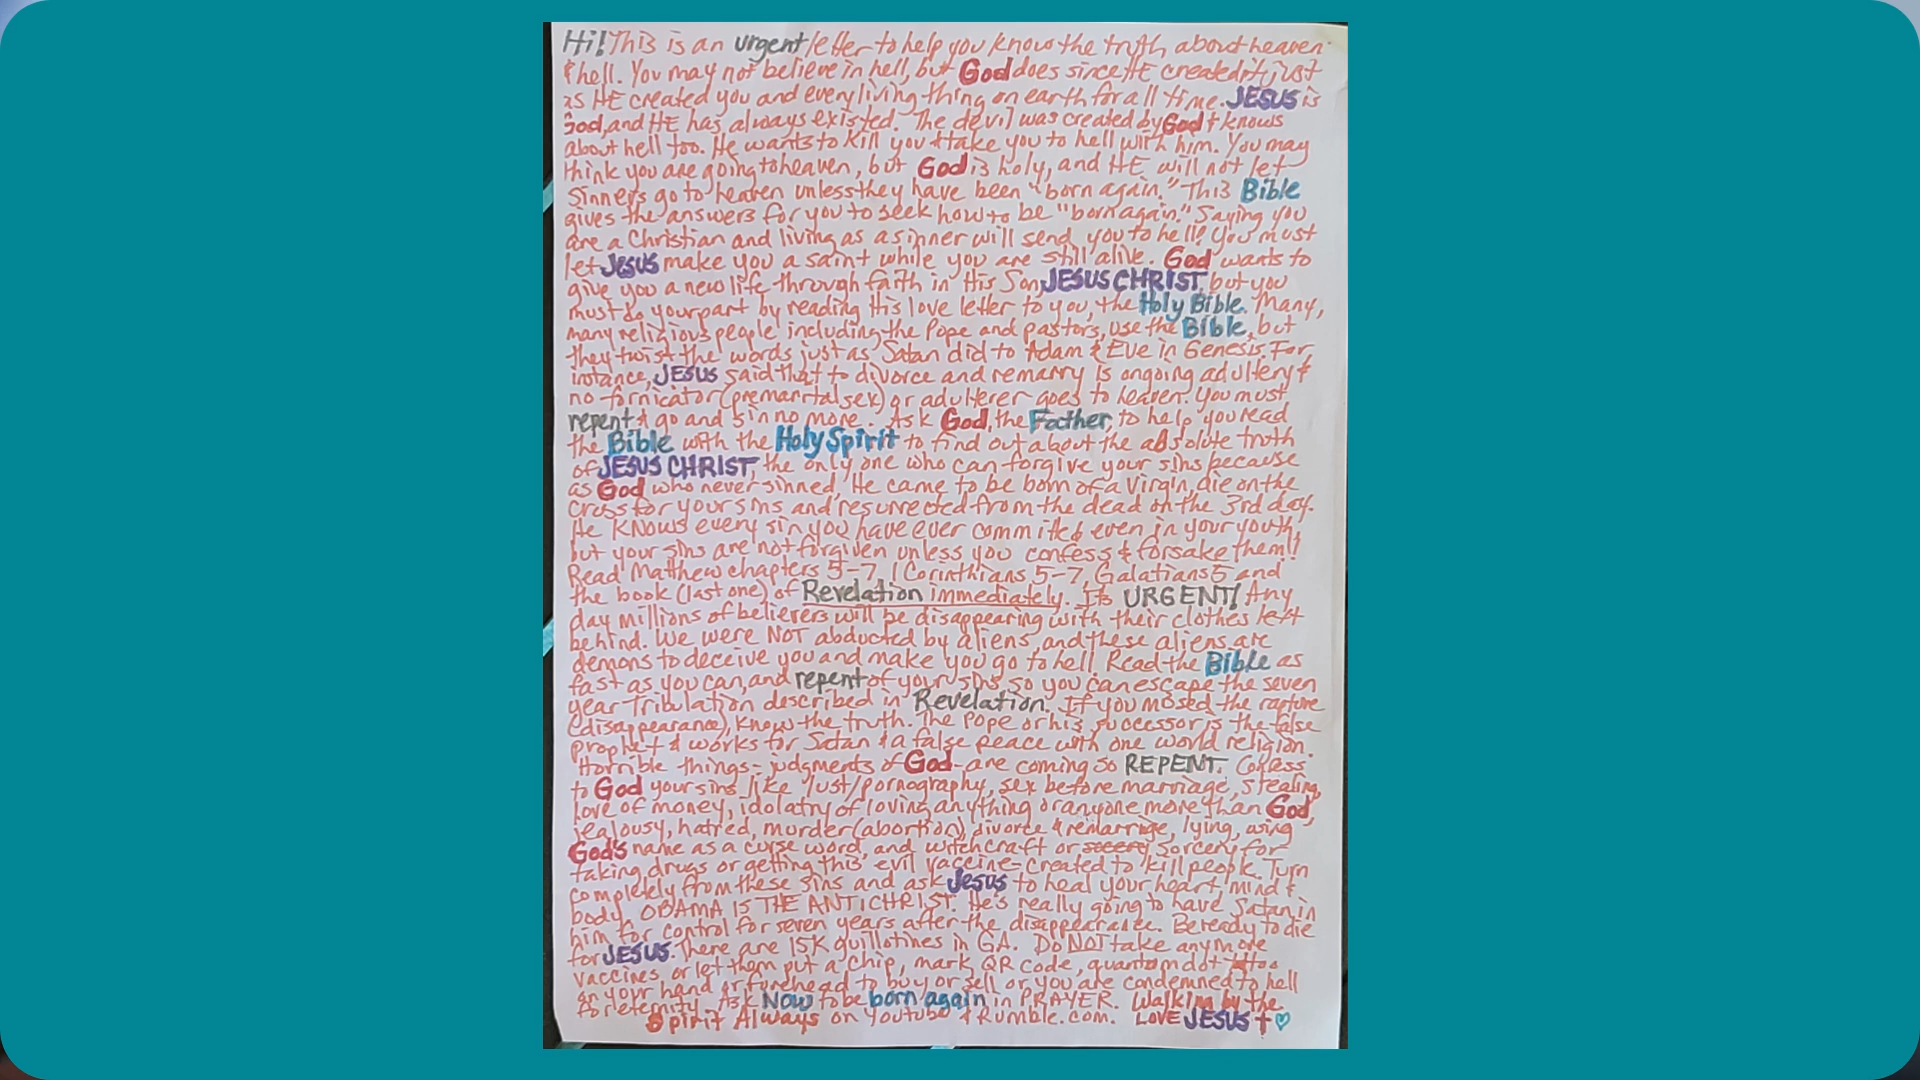 Hi! This is an urgent letter to help you know the truth about heaven
& hell. You may not believe in hell, but God does since HE created it, just
as HE created you and every living thing on earth for all time. JESUS is
God, and HE has always existed. The devil was created by God & knows
about hell too. He wants to kill you & take you to hell with him. You may
think you are going to heaven, but God is holy, and HE will not let
sinners go to heaven unless they have been "born again." This Bible
gives the answers for you to seek how to be "born again." Saying you
are a Christian and living as a sinner will send you to hell! You must
let JESUS make you a saint while you are still alive. God wants to
give you a new life through faith in His Son, JESUS CHRIST, but you
must do your part by reading His love letter to you, the Holy Bible. Many,
many religious people including the Pope and pastors, use the Bible, but
they twist the words just as Satan did to Adam & Eve in Genesis. For
instance, JESUS said that to divorce and remarry is ongoing adultery &
no fornicator (premarital sex) or adulterer goes to heaven. You must
repent & go and sin no more. Ask God, the Father, to help you read
the Bible with the Holy Spirit to find out about the absolute truth
of JESUS CHRIST, the only one who can forgive your sins because
as God who never sinned, He came to be born of a virgin, die on the
cross for your sins and resurrected from the dead on the 3rd day.
He knows every sin you have ever committed even in your youth,
but your sins are not forgiven unless you confess & forsake them!!
Read Matthew chapters 5-7, 1 Corinthians 5-7, Galatians 5 and
the book (last one) of Revelation immediately. Its URGENT! Any
day millions of believers will be disappearing with their clothes left
behind. We were NOT abducted by aliens, and these aliens are
demons to deceive you and make you go to hell. Read the Bible as
fast as you can, and repent of your sins so you can escape the seven
year Tribulation described in Revelation. If you missed the rapture
(disappearance), know the truth. The Pope or his successor is the false
prophet & works for Satan & a false peace with one world religion.
Horrible things - judgments of God - are coming so REPENT. Confess
to God your sins like lust/pornography, sex before marriage, stealing,
love of money, idolatry of loving anything or anyone more than God,
jealousy, hatred, murder (abortion), divorce & remarriage, lying, using
God's name as a curse word, and witchcraft or sorcery for
taking drugs or getting this evil vaccine - created to kill people. Turn
completely from these sins and ask Jesus to heal your heart, mind &
body. OBAMA IS THE ANTICHRIST. He's really going to have Satan in
him for control for seven years after the disappearance. Be ready to die
for JESUS. There are 15K guillotines in GA. Do NOT take any more
vaccines or let them put a chip, mark, QR code, quantom dot tattoo
on your hand or forehead to buy or sell or you are condemned to hell
for eternity. Ask NOW to be born again in PRAYER. Walking by the
Spirit Always on Youtube & Rumble.com. LOVE JESUS